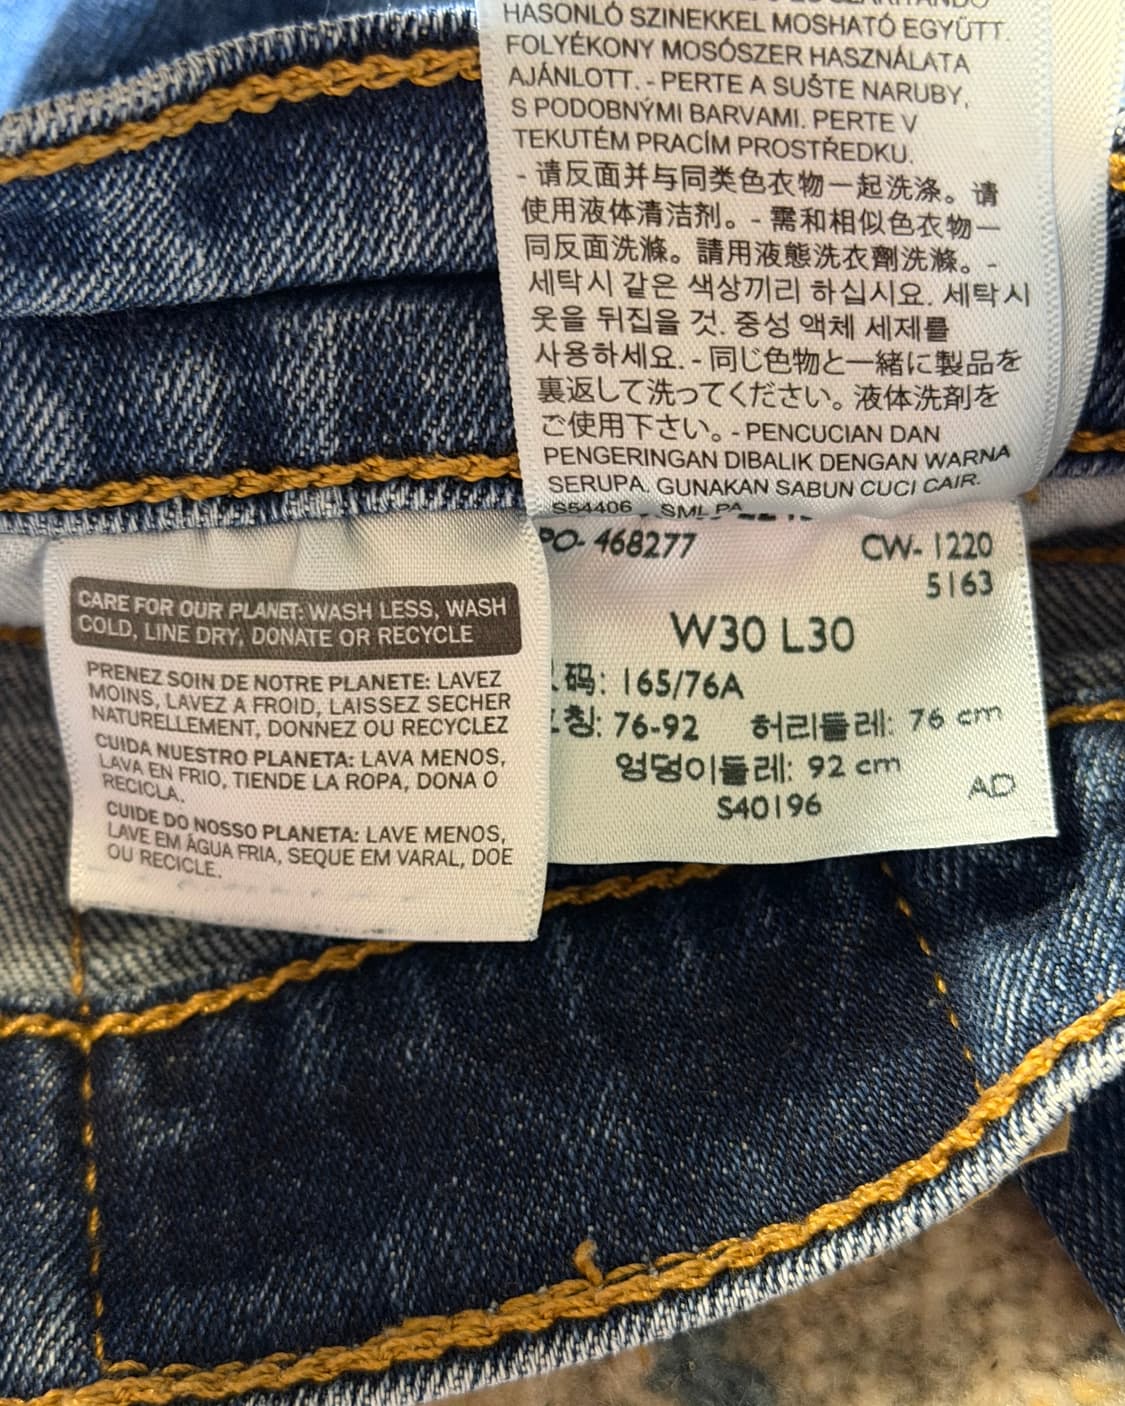 HASONLÓ SZINEKKEL MOSHATÓ EGYÜTT.
FOLYÉKONY MOSÓSZER HASZNÁLATA
AJÁNLOTT. - PERTE A SUŠTE NARUBY,
S PODOBNÝMI BARVAMI. PERTE V
TEKUTÉM PRACÍM PROSTŘEDKU.
- 请反面并与同类色衣物一起洗涤。请
使用液体清洁剂。- 需和相似色衣物一
同反面洗滌。請用液態洗衣劑洗滌。-
세탁시 같은 색상끼리 하십시요. 세탁시
옷을 뒤집을 것. 중성 액체 세제를
사용하세요. - 同じ色物と一緒に製品を
裏返して洗ってください。液体洗剤を
ご使用下さい。- PENCUCIAN DAN
PENGERINGAN DIBALIK DENGAN WARNA
SERUPA. GUNAKAN SABUN CUCI CAIR.
S54406 SML PA
PO- 468277 CW- 1220
5163
W30 L30
码: 165/76A
칭: 76-92 허리둘레: 76 cm
엉덩이둘레: 92 cm
S40196 AD
CARE FOR OUR PLANET: WASH LESS, WASH
COLD, LINE DRY, DONATE OR RECYCLE
PRENEZ SOIN DE NOTRE PLANETE: LAVEZ
MOINS, LAVEZ A FROID, LAISSEZ SECHER
NATURELLEMENT, DONNEZ OU RECYCLEZ
CUIDA NUESTRO PLANETA: LAVA MENOS,
LAVA EN FRIO, TIENDE LA ROPA, DONA O
RECICLA.
CUIDE DO NOSSO PLANETA: LAVE MENOS,
LAVE EM ÁGUA FRIA, SEQUE EM VARAL, DOE
OU RECICLE.